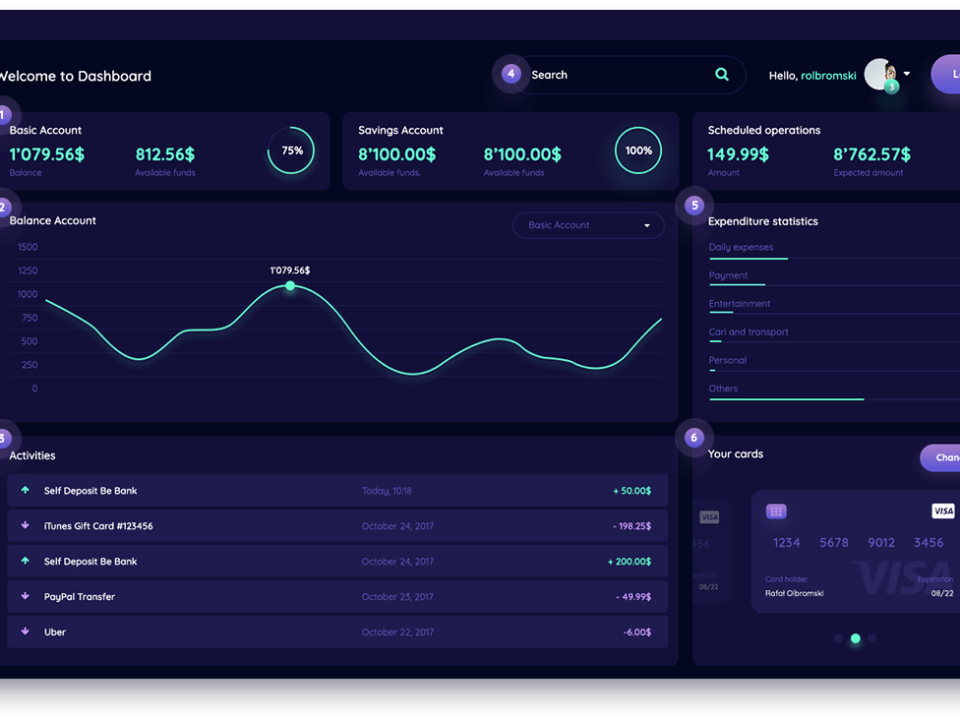 Welcome to Dashboard
4
Search
Hello, rolbromski
3
1
Basic Account
1'079.56$
812.56$
75%
Balance
Available funds
Savings Account
8'100.00$
8'100.00$
100%
Available funds.
Available funds
Scheduled operations
149.99$
8'762.57$
Amount
Expected amount
2
Balance Account
Basic Account
1500
1250
1000
750
500
250
0
1'079.56$
5
Expenditure statistics
Daily expenses
Payment
Entertainment
Cari and transport
Personal
Others
3
Activities
Self Deposit Be Bank
Today, 10:18
+ 50.00$
iTunes Gift Card #123456
October 24, 2017
- 198.25$
Self Deposit Be Bank
October 24, 2017
+ 200.00$
PayPal Transfer
October 23, 2017
- 49.99$
Uber
October 22, 2017
-6.00$
6
Your cards
VISA
456
08/22
VISA
1234 5678 9012 3456
VISA
Card holder
Expiration
Rafał Olbromski
08/22